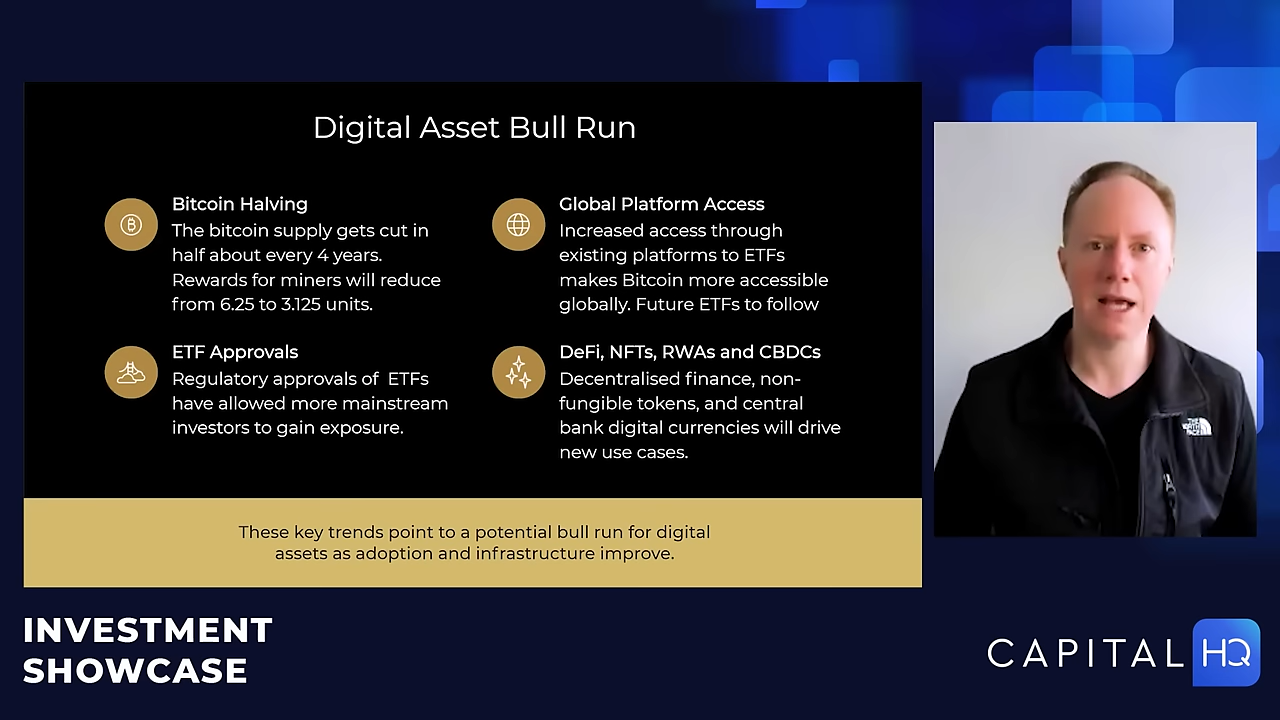 Digital Asset Bull Run
Bitcoin Halving
The bitcoin supply gets cut in
half about every 4 years.
Rewards for miners will reduce
from 6.25 to 3.125 units.
Global Platform Access
Increased access through
existing platforms to ETFs
makes Bitcoin more accessible
globally. Future ETFs to follow
ETF Approvals
Regulatory approvals of ETFs
have allowed more mainstream
investors to gain exposure.
DeFi, NFTs, RWAs and CBDCs
Decentralised finance, non-
fungible tokens, and central
bank digital currencies will drive
new use cases.
These key trends point to a potential bull run for digital
assets as adoption and infrastructure improve.
THE
NORTH
FACE
INVESTMENT
SHOWCASE
CAPITAL HQ